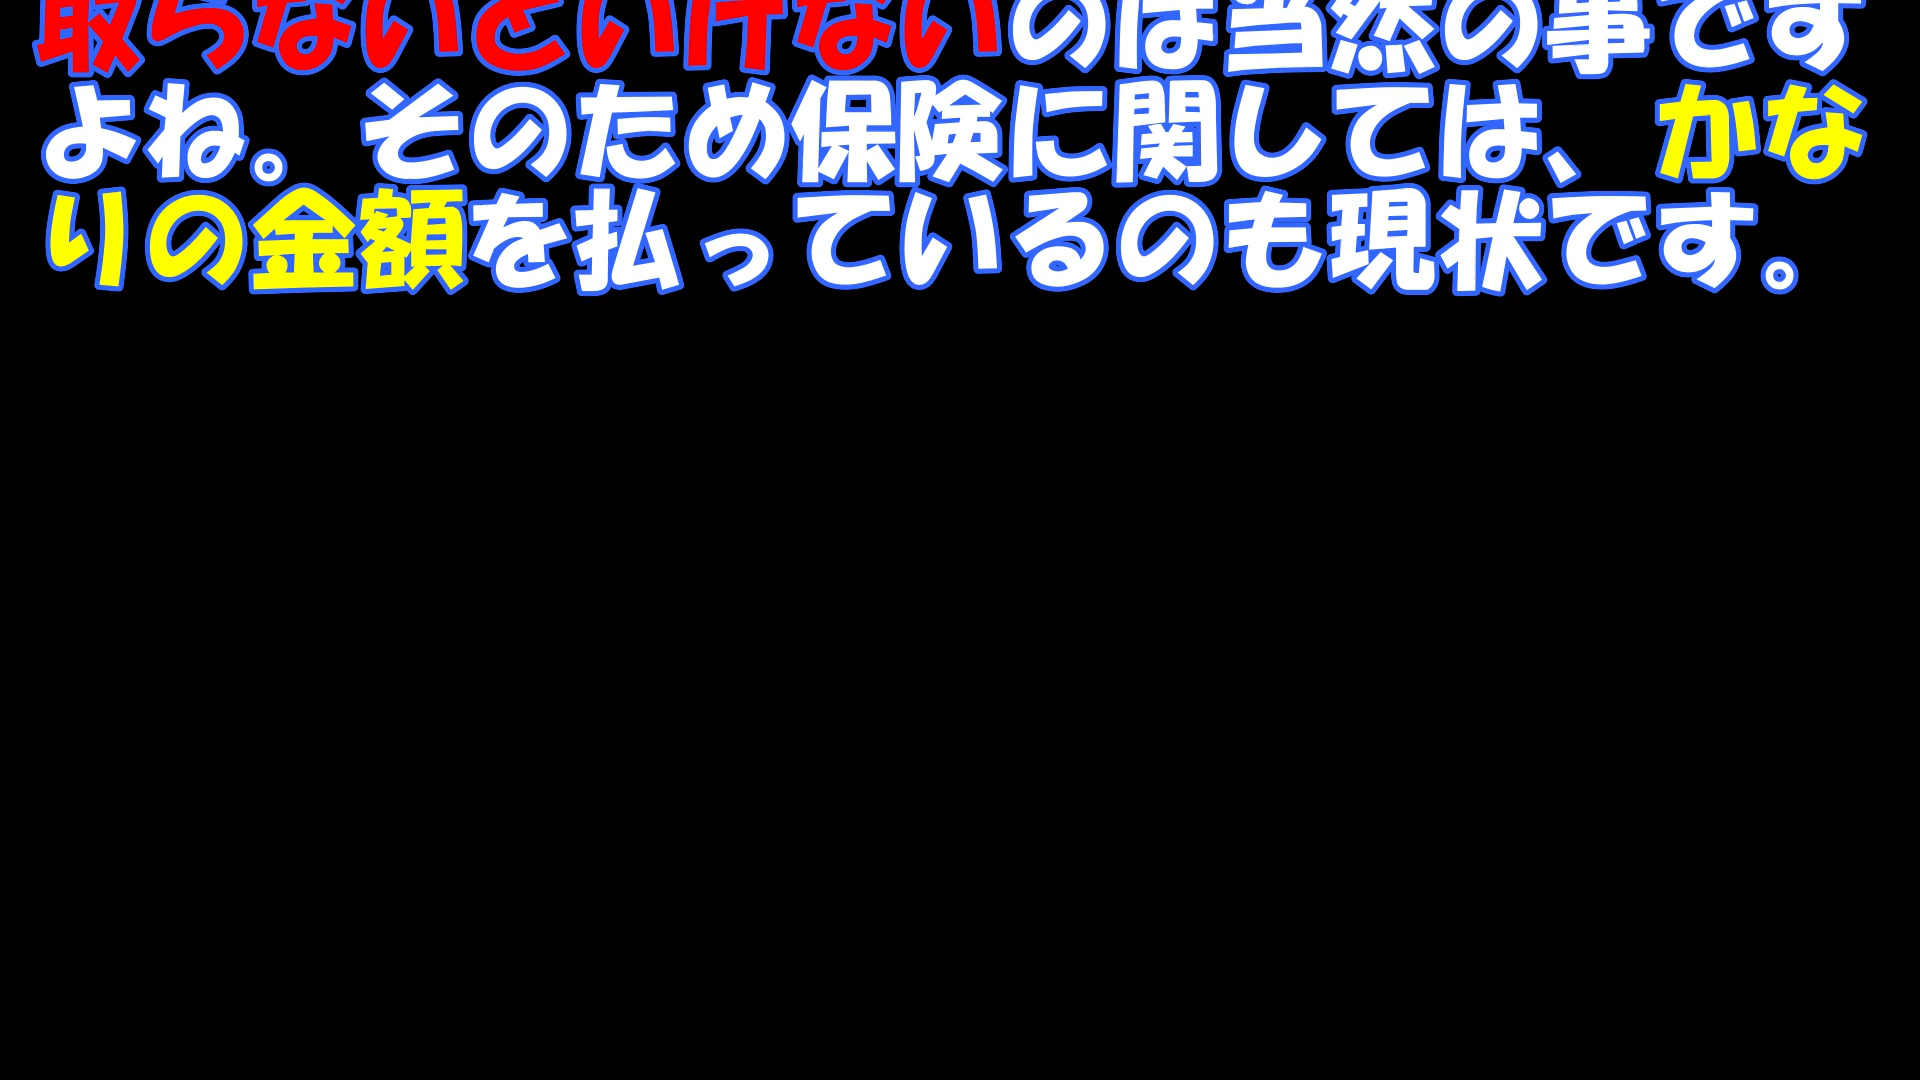 取らないといけないのは当然の事です
よね。そのため保険に関しては、かな
りの金額を払っているのも現状です。